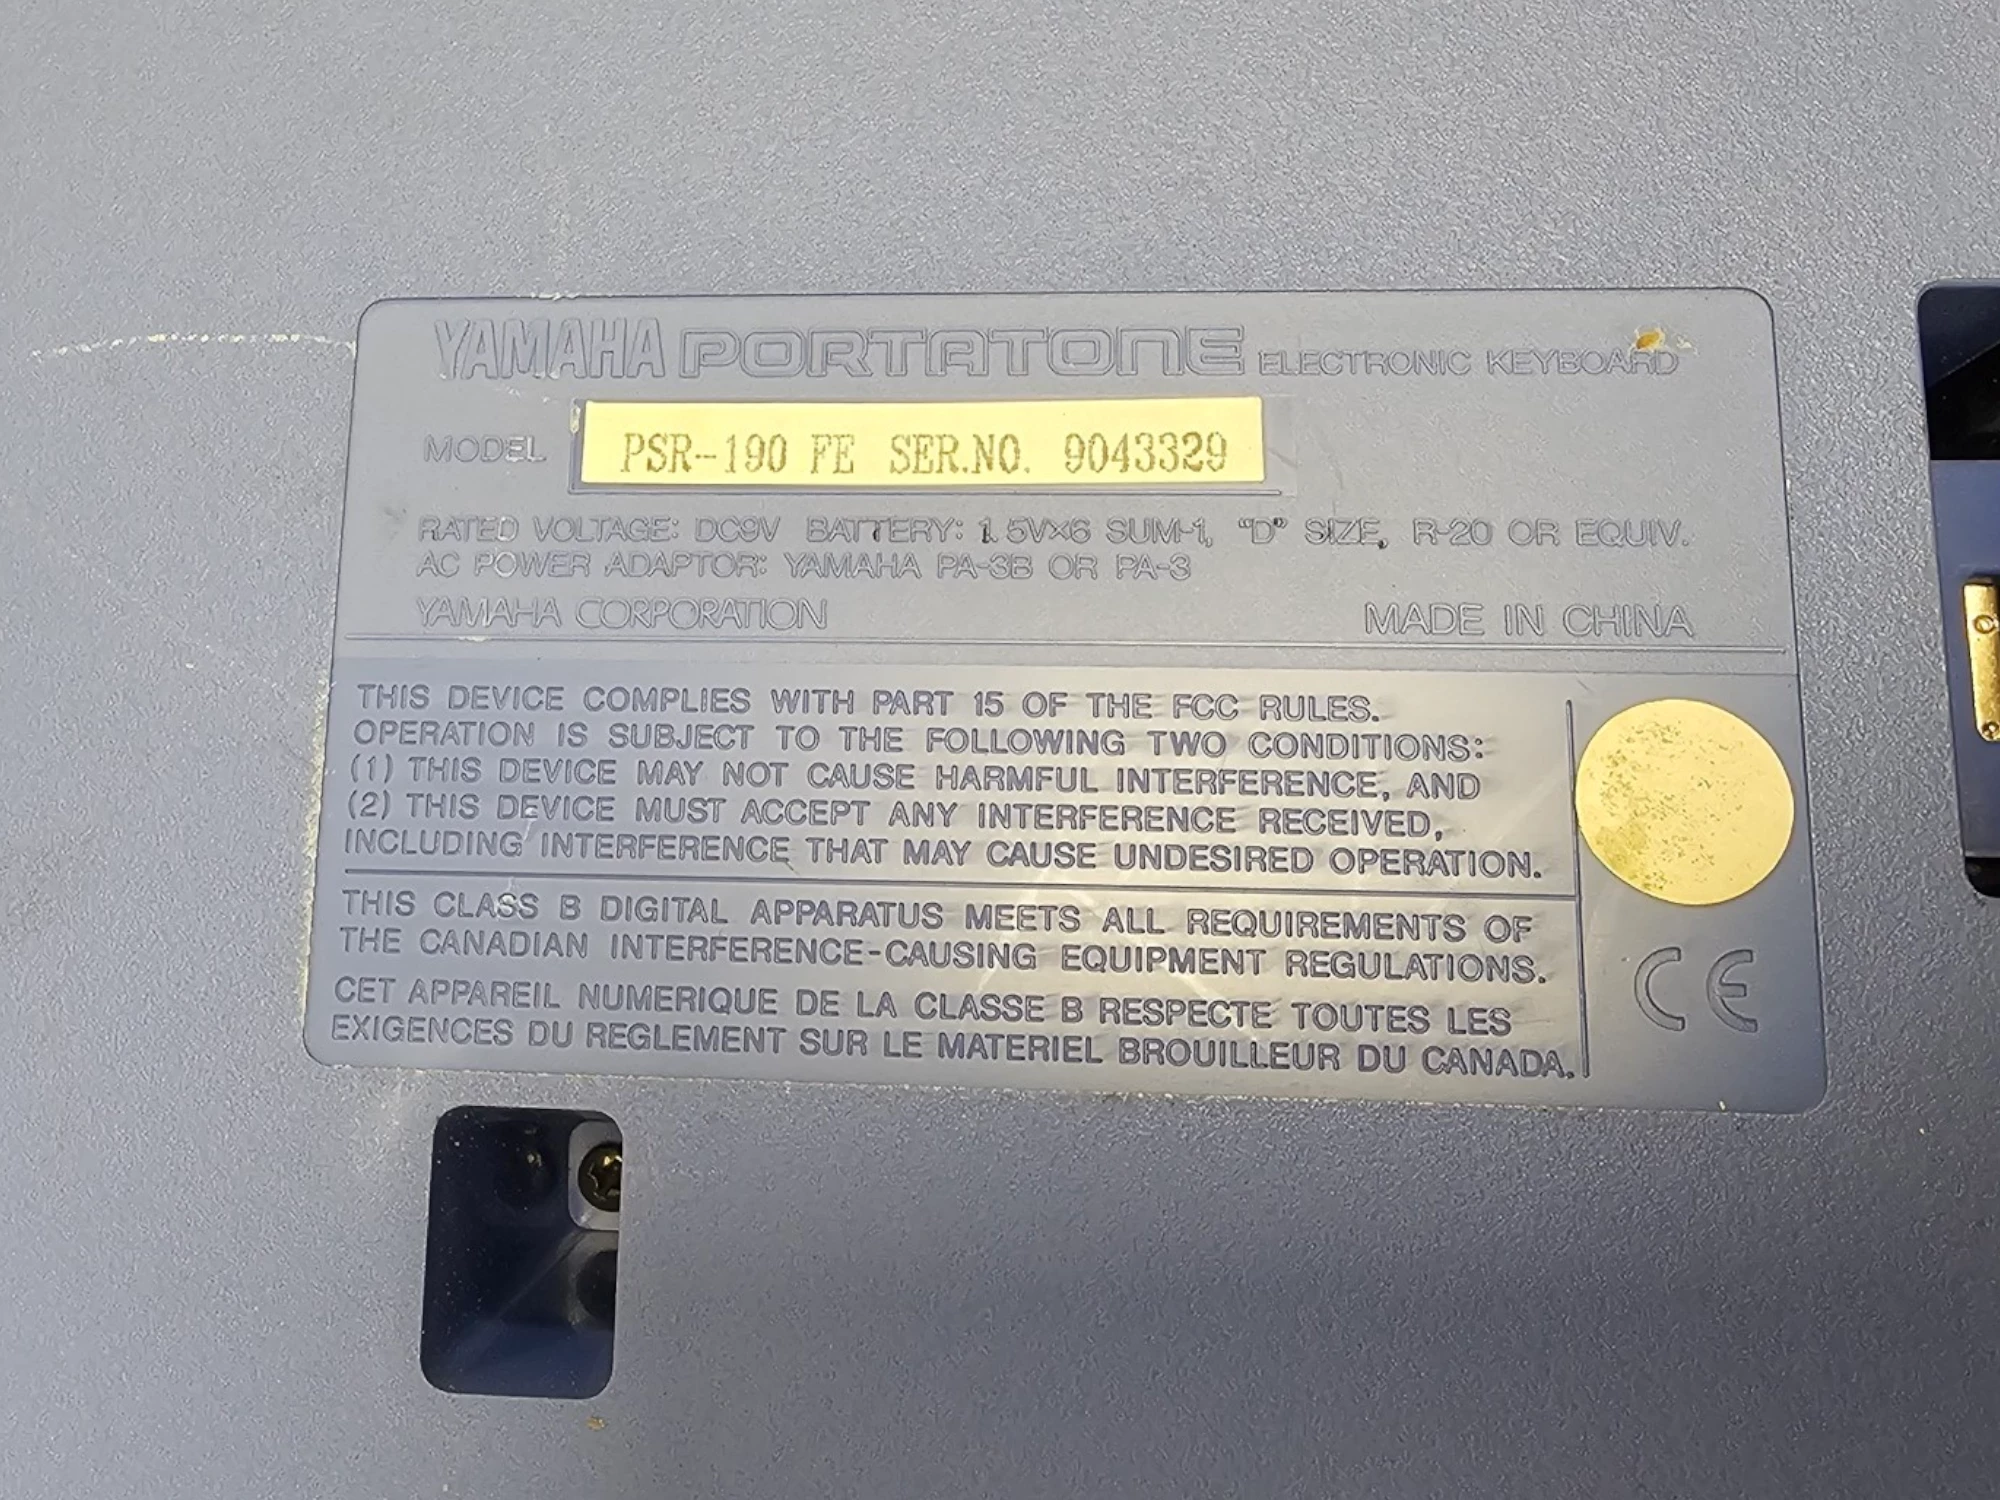 YAMAHA PORTATONE ELECTRONIC KEYBOARD
MODEL PSR-190 FE SER.NO. 9043329
RATED VOLTAGE: DC9V BATTERY: 1.5V×6 SUM-1, "D" SIZE, R-20 OR EQUIV.
AC POWER ADAPTOR: YAMAHA PA-3B OR PA-3
YAMAHA CORPORATION MADE IN CHINA
THIS DEVICE COMPLIES WITH PART 15 OF THE FCC RULES.
OPERATION IS SUBJECT TO THE FOLLOWING TWO CONDITIONS:
(1) THIS DEVICE MAY NOT CAUSE HARMFUL INTERFERENCE, AND
(2) THIS DEVICE MUST ACCEPT ANY INTERFERENCE RECEIVED,
INCLUDING INTERFERENCE THAT MAY CAUSE UNDESIRED OPERATION.
THIS CLASS B DIGITAL APPARATUS MEETS ALL REQUIREMENTS OF
THE CANADIAN INTERFERENCE-CAUSING EQUIPMENT REGULATIONS.
CET APPAREIL NUMERIQUE DE LA CLASSE B RESPECTE TOUTES LES
EXIGENCES DU REGLEMENT SUR LE MATERIEL BROUILLEUR DU CANADA.
CE